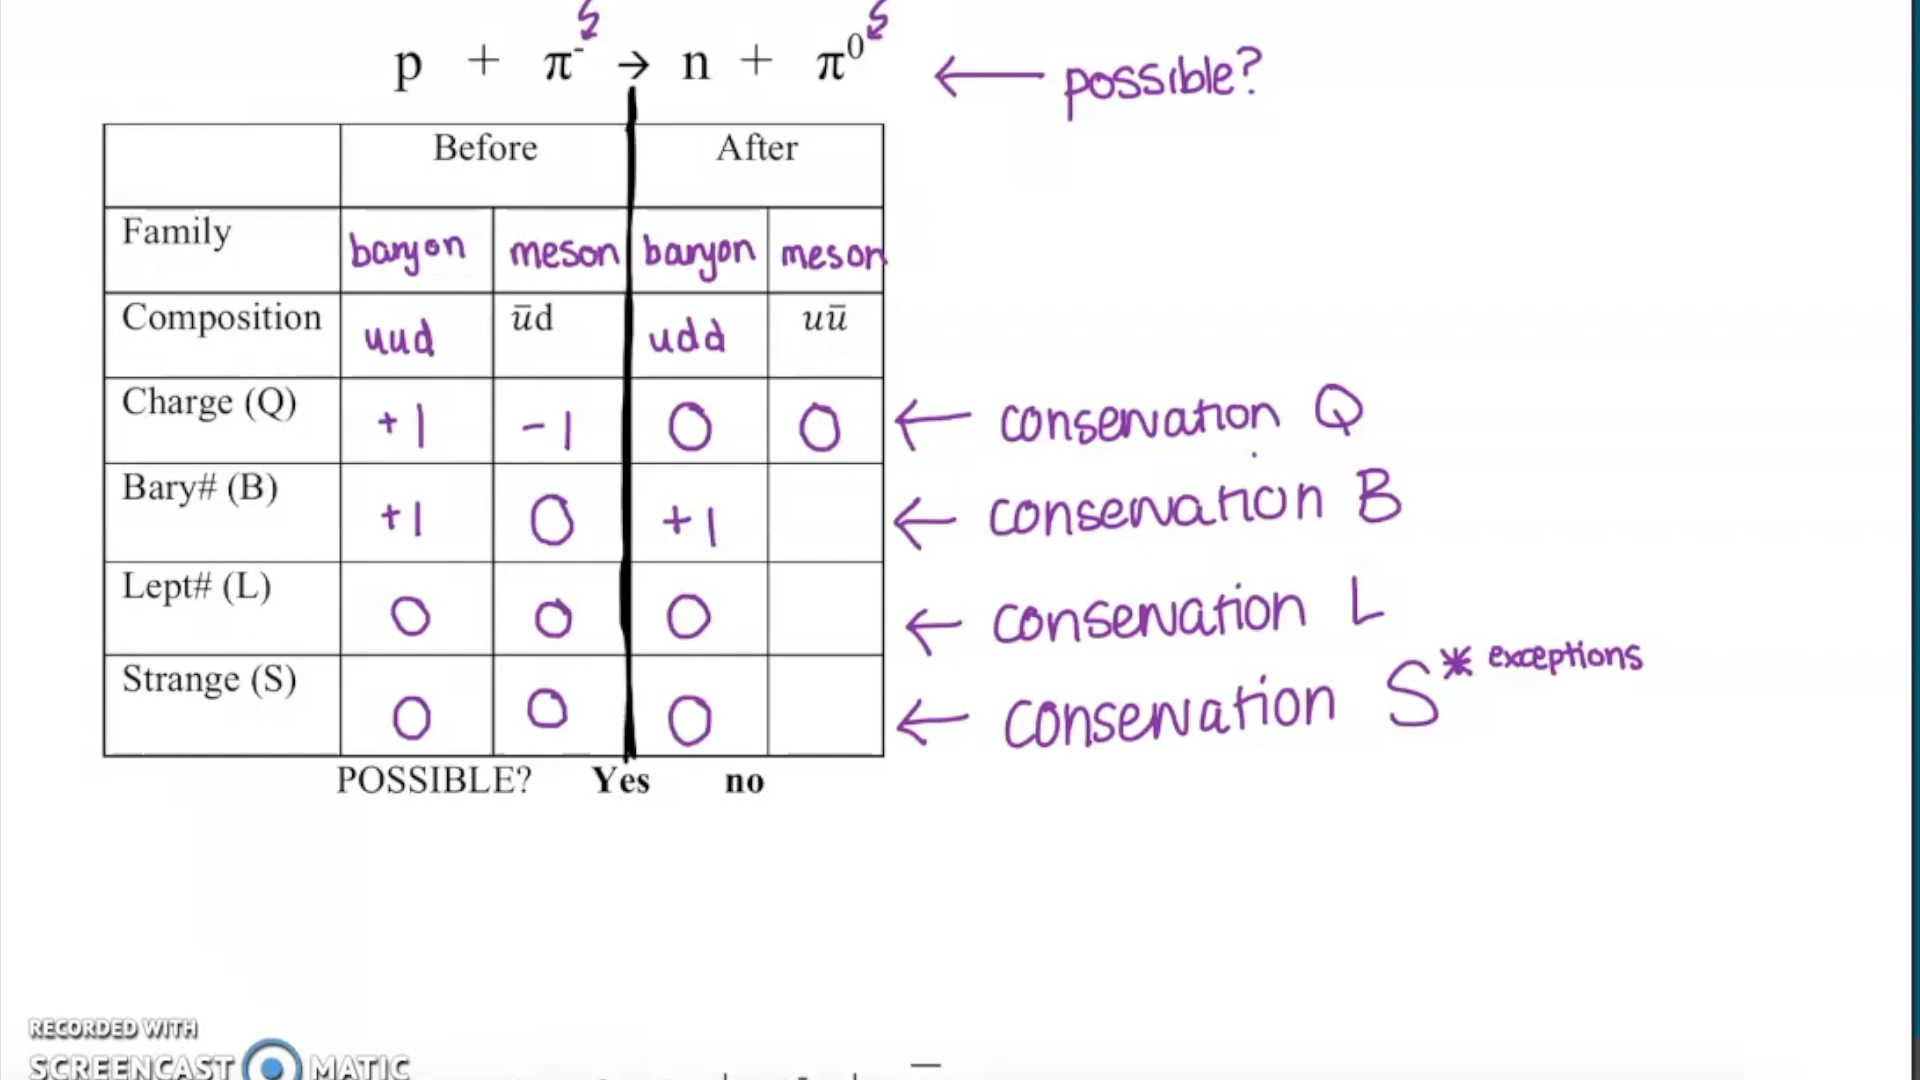 p + π⁻ → n + π⁰ ← possible?
Before After
Family baryon meson baryon meson
Composition uud ūd udd uū
Charge (Q) +1 -1 0 0 ← conservation Q
Bary# (B) +1 0 +1 ← conservation B
Lept# (L) 0 0 0 ← conservation L
Strange (S) 0 0 0 ← conservation S * exceptions
POSSIBLE? Yes no
RECORDED WITH
SCREENCAST MATIC